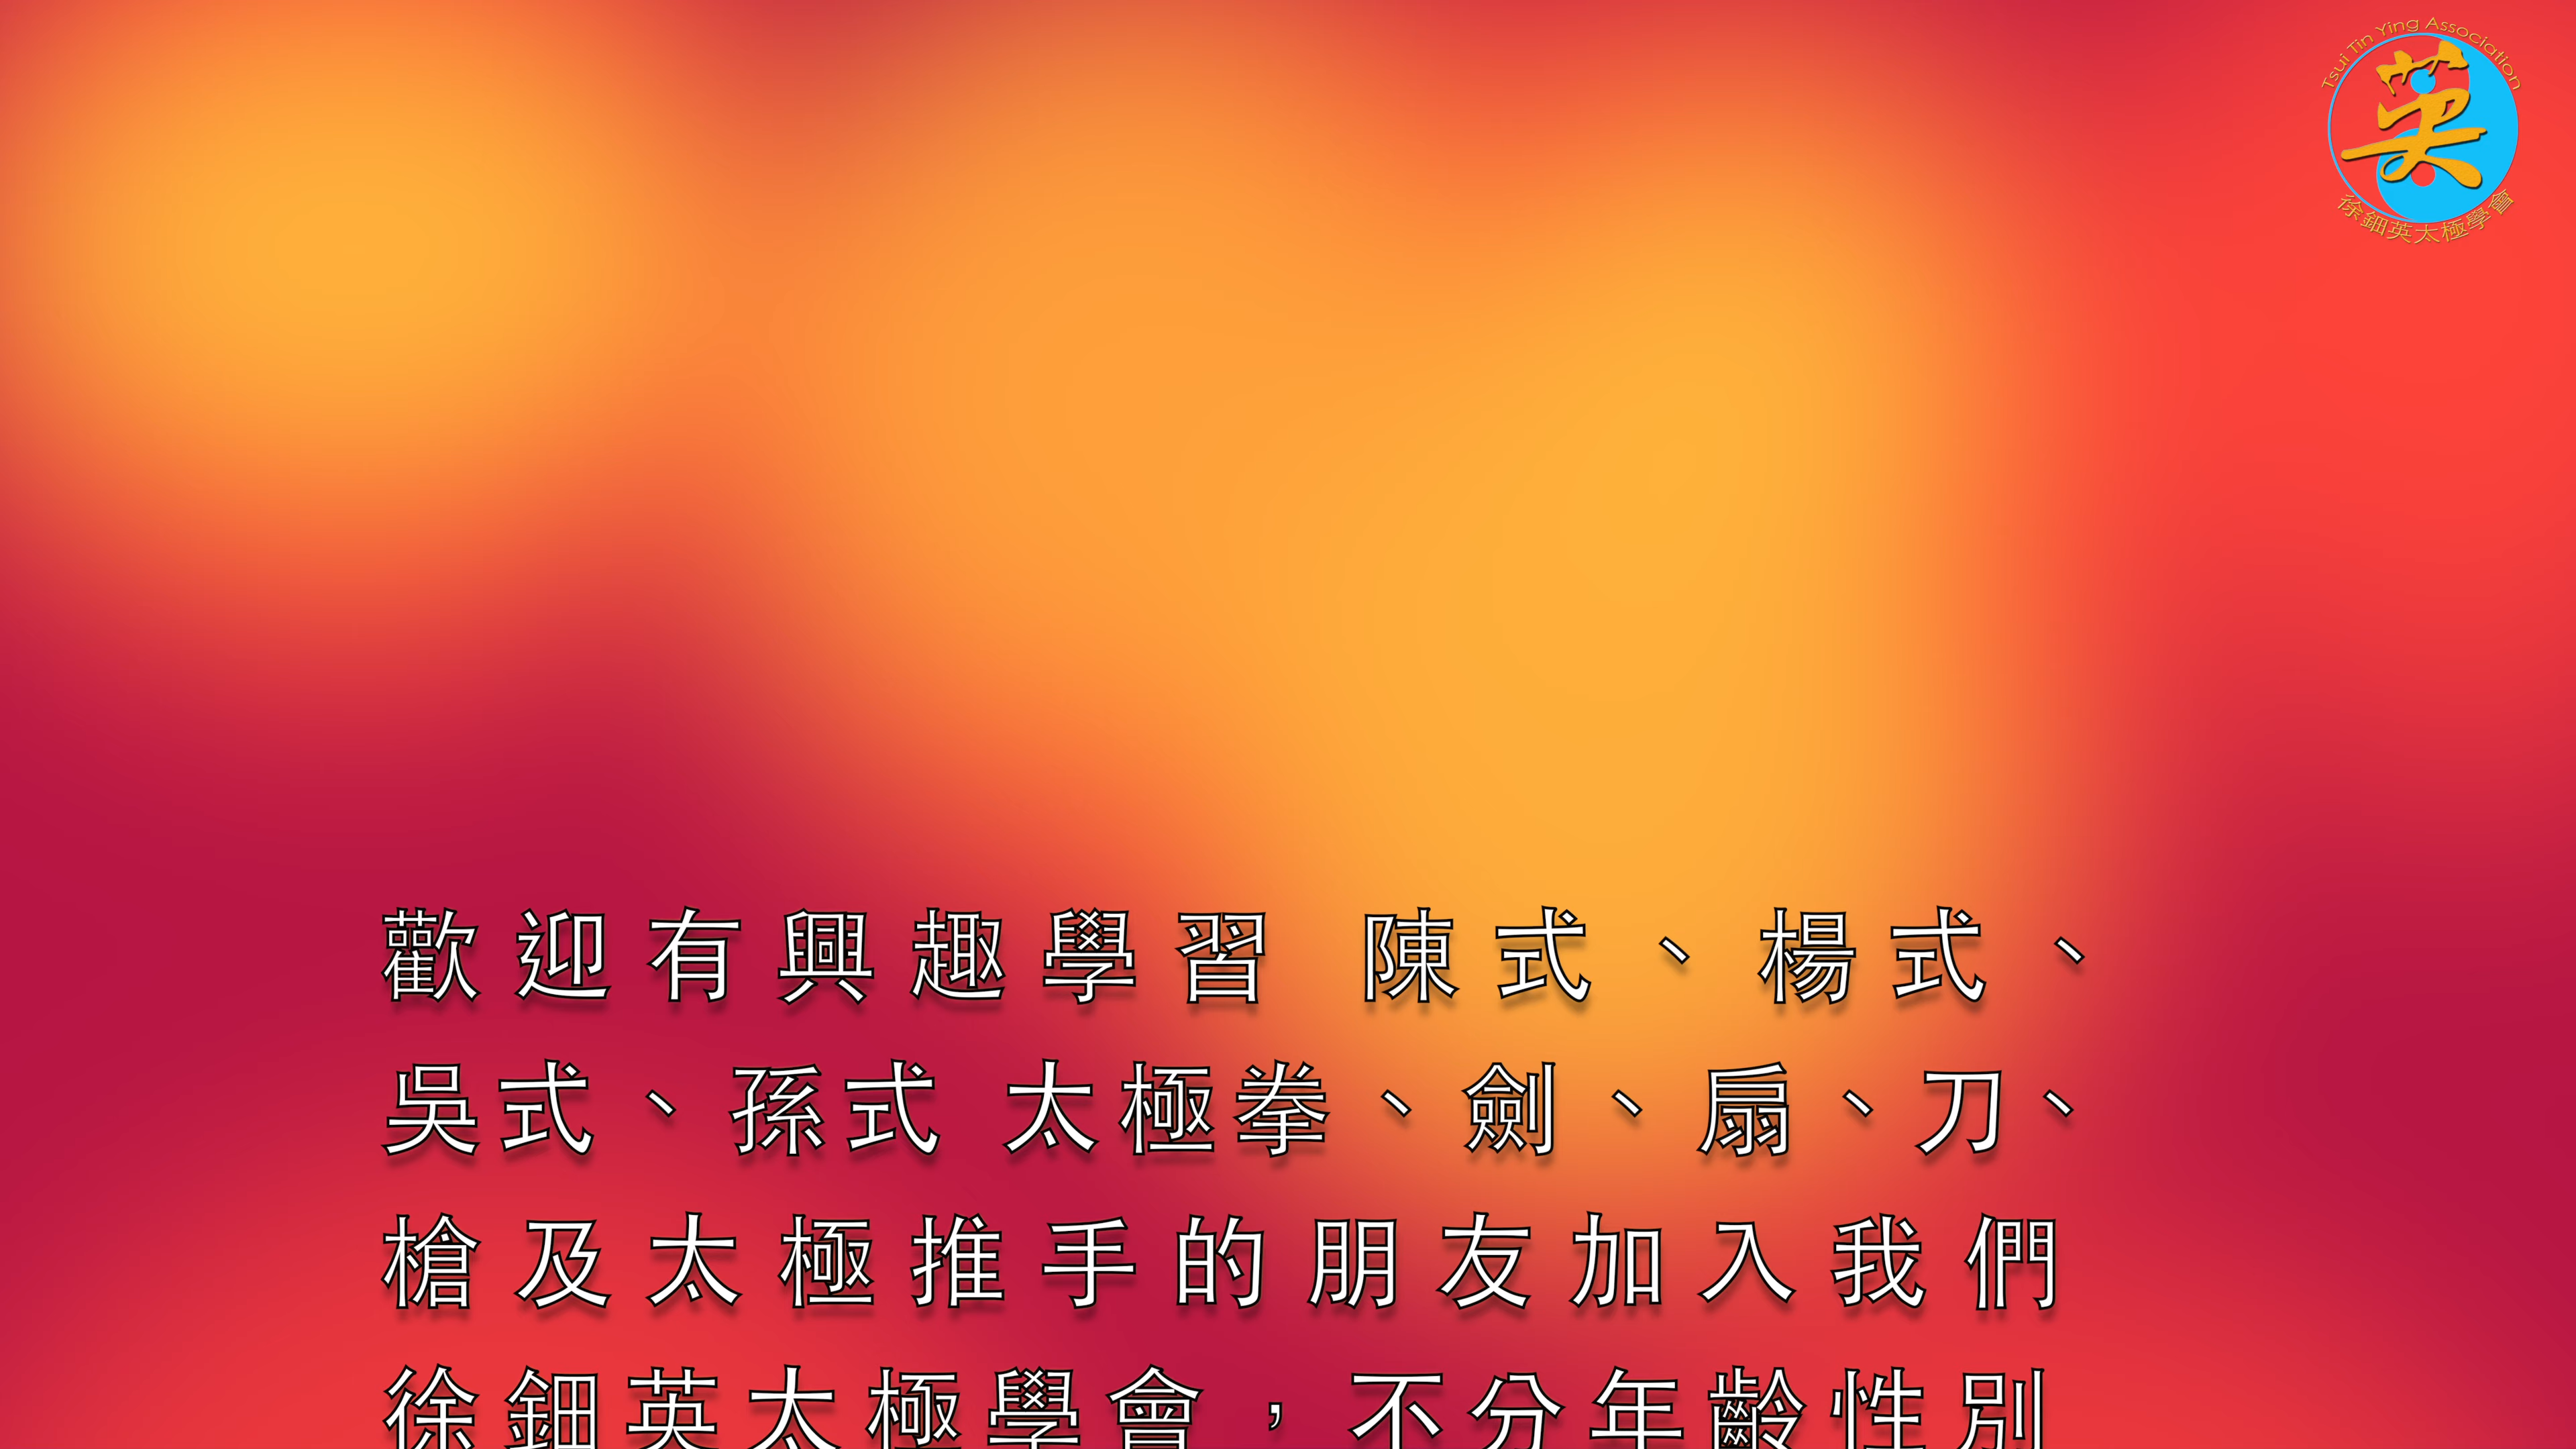 Tsui Tin Ying Association
英
徐鈿英太極學會
歡迎有興趣學習 陳式、楊式、
吳式、孫式 太極拳、劍、扇、刀、
槍及太極推手的朋友加入我們
徐鈿英太極學會，不分年齡性別